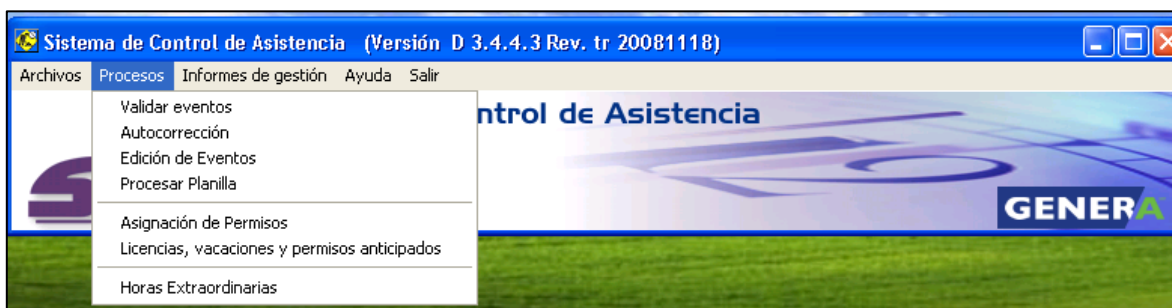 Sistema de Control de Asistencia (Versión D 3.4.4.3 Rev. tr 20081118)
Archivos Procesos Informes de gestión Ayuda Salir
ntrol de Asistencia
Validar eventos
Autocorrección
Edición de Eventos
Procesar Planilla
Asignación de Permisos
Licencias, vacaciones y permisos anticipados
Horas Extraordinarias
GENERA